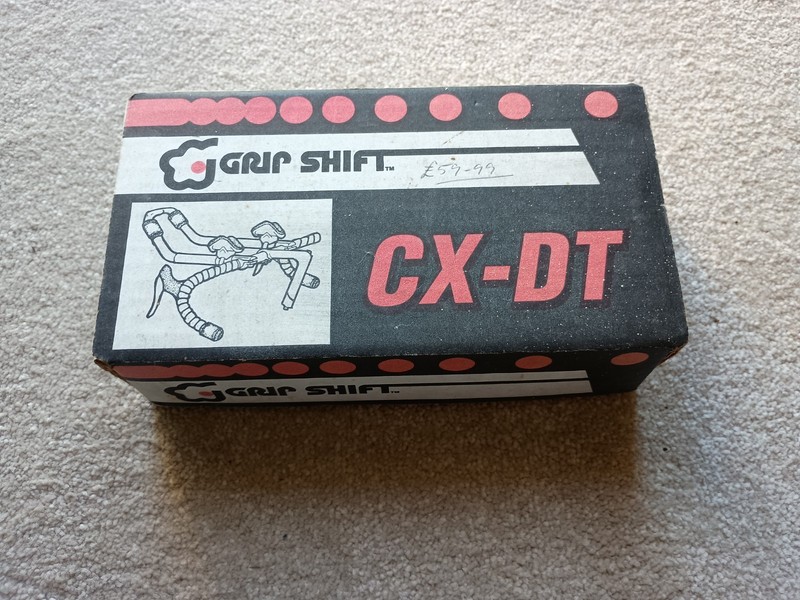 GRIP SHIFT™
£59-99
CX-DT
GRIP SHIFT™